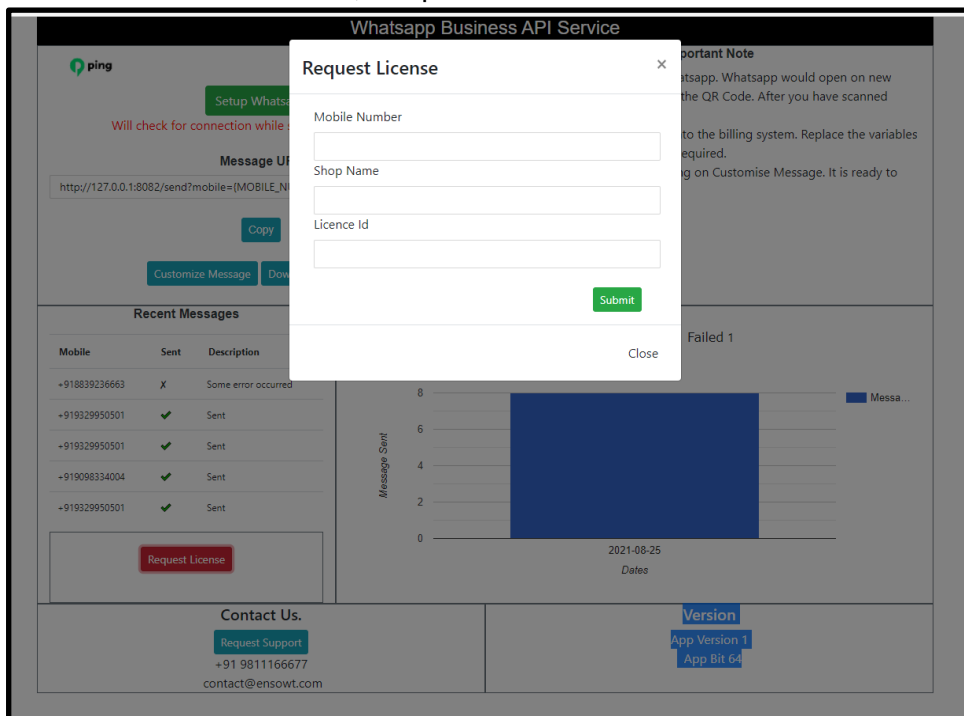 Whatsapp Business API Service
ping
Setup Whatsa
Will check for connection while
Message UR
http://127.0.0.1:8082/send?mobile={MOBILE_NU
Copy
Customize Message
Dow
portant Note
atsapp. Whatsapp would open on new
the QR Code. After you have scanned
to the billing system. Replace the variables
equired.
ng on Customise Message. It is ready to
Request License
×
Mobile Number
Shop Name
Licence Id
Submit
Close
Recent Messages
Mobile Sent Description
+918839236663 ✗ Some error occurred
+919329950501 ✔ Sent
+919329950501 ✔ Sent
+919098334004 ✔ Sent
+919329950501 ✔ Sent
Request License
Failed 1
8
6
4
2
0
Message Sent
2021-08-25
Dates
Messa...
Contact Us.
Request Support
+91 9811166677
contact@ensowt.com
Version
App Version 1
App Bit 64